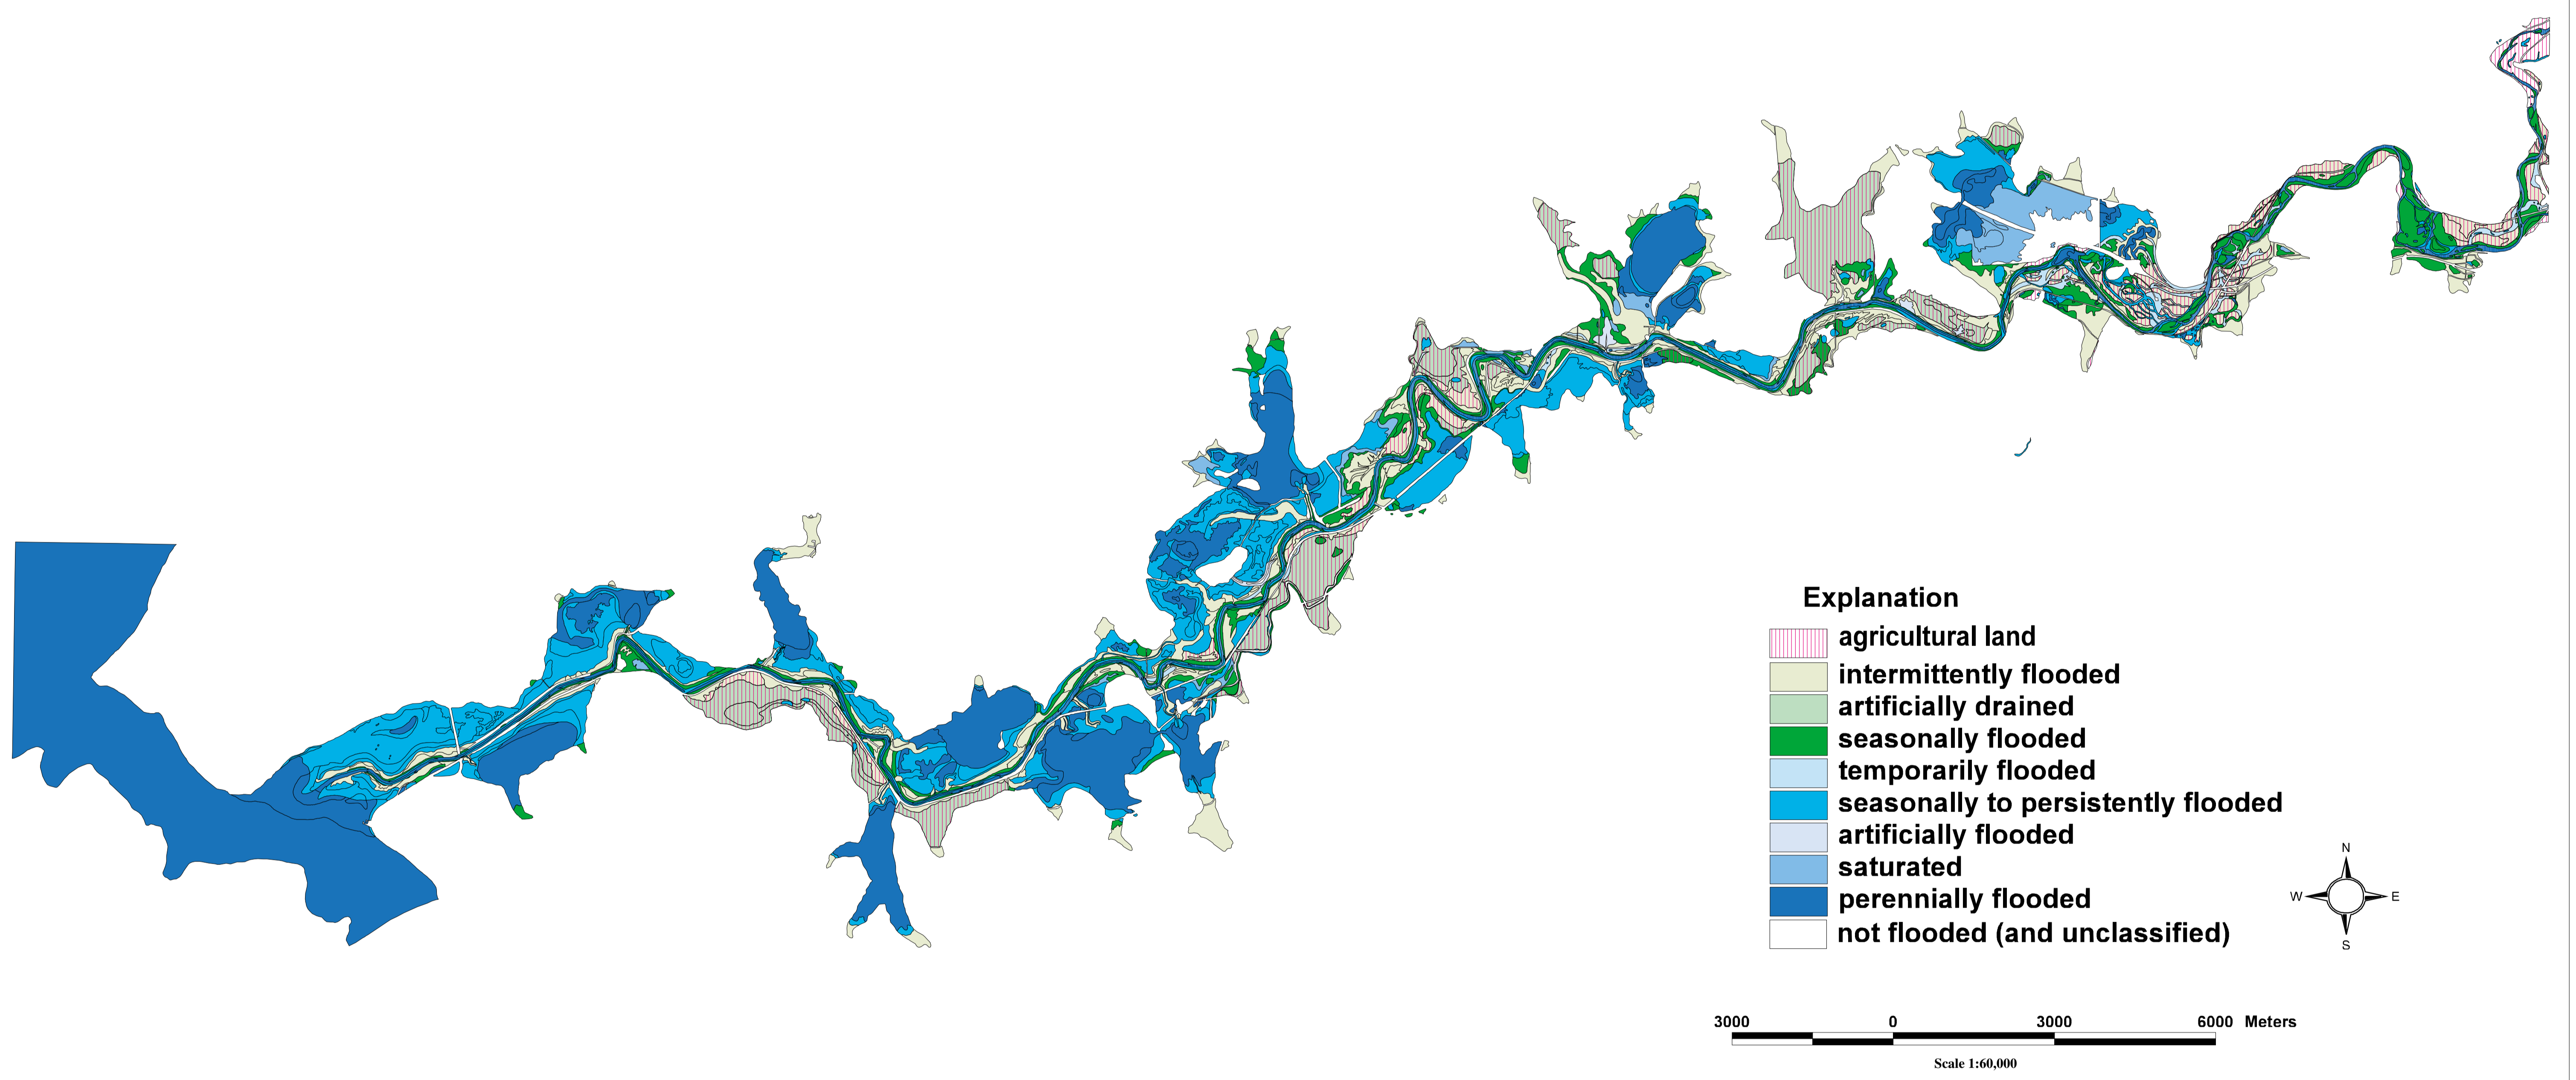 Explanation
agricultural land
intermittently flooded
artificially drained
seasonally flooded
temporarily flooded
seasonally to persistently flooded
artificially flooded
saturated
perennially flooded
not flooded (and unclassified)
N
W E
S
3000 0 3000 6000 Meters
Scale 1:60,000